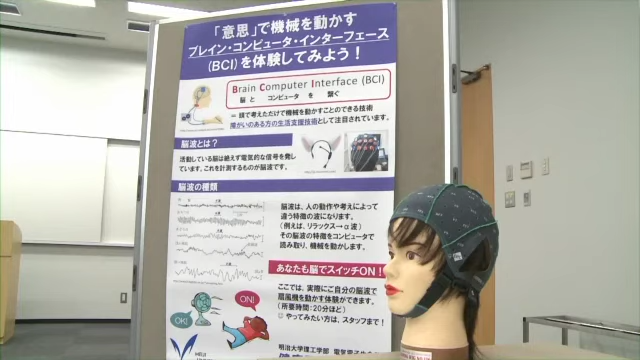 「意思」で機械を動かす
ブレイン・コンピュータ・インターフェース
(BCI) を体験してみよう！
Brain Computer Interface (BCI)
脳 と コンピュータ を 繋ぐ
＝ 頭で考えただけで機械を動かすことのできる技術
障がいのある方の生活支援技術として注目されています。
脳波とは？
活動している脳は絶えず電気的な信号を発し
ています。これを計測するものが脳波です。
脳波の種類
脳波は、人の動作や考えによって
違う特徴の波になります。
(例えば、リラックス→α波)
その脳波の特徴をコンピュータで
読み取り、機械を動かします。
あなたも脳でスイッチON！
ここでは、実際にご自分の脳波で
扇風機を動かす体験ができます。
(所要時間：20分ほど)
☺ やってみたい方は、スタッフまで！
OK!
ON!
明治大学理工学部
MEIJI